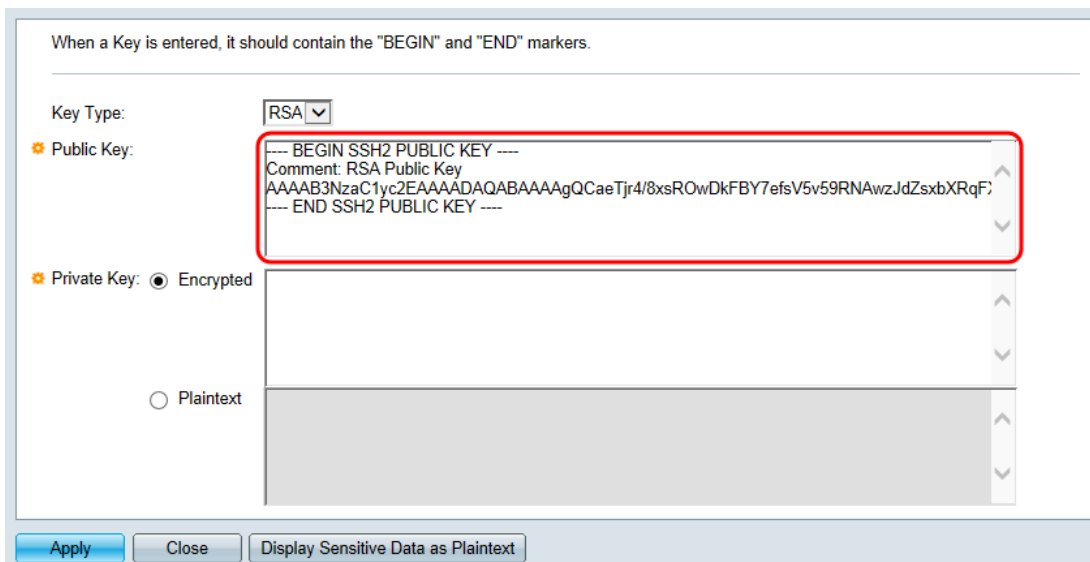 When a Key is entered, it should contain the "BEGIN" and "END" markers.
Key Type: RSA
Public Key:
---- BEGIN SSH2 PUBLIC KEY ----
Comment: RSA Public Key
AAAAB3NzaC1yc2EAAAADAQABAAAAgQCaeTjr4/8xsROwDkFBY7efsV5v59RNAwzJdZsxbXRqFX
---- END SSH2 PUBLIC KEY ----
Private Key: Encrypted
Plaintext
Apply Close Display Sensitive Data as Plaintext